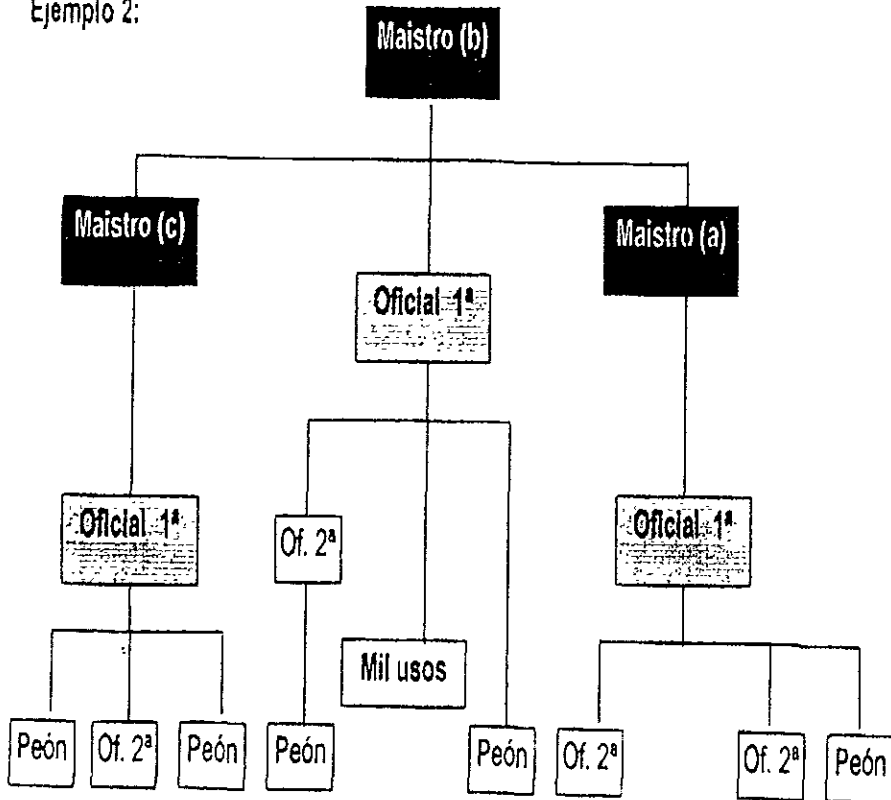 Ejemplo 2:
Maistro (b)
Maistro (c)
Maistro (a)
Oficial 1ª
Oficial 1ª
Oficial 1ª
Of. 2ª
Mil usos
Peón
Of. 2ª
Peón
Peón
Peón
Of. 2ª
Of. 2ª
Peón